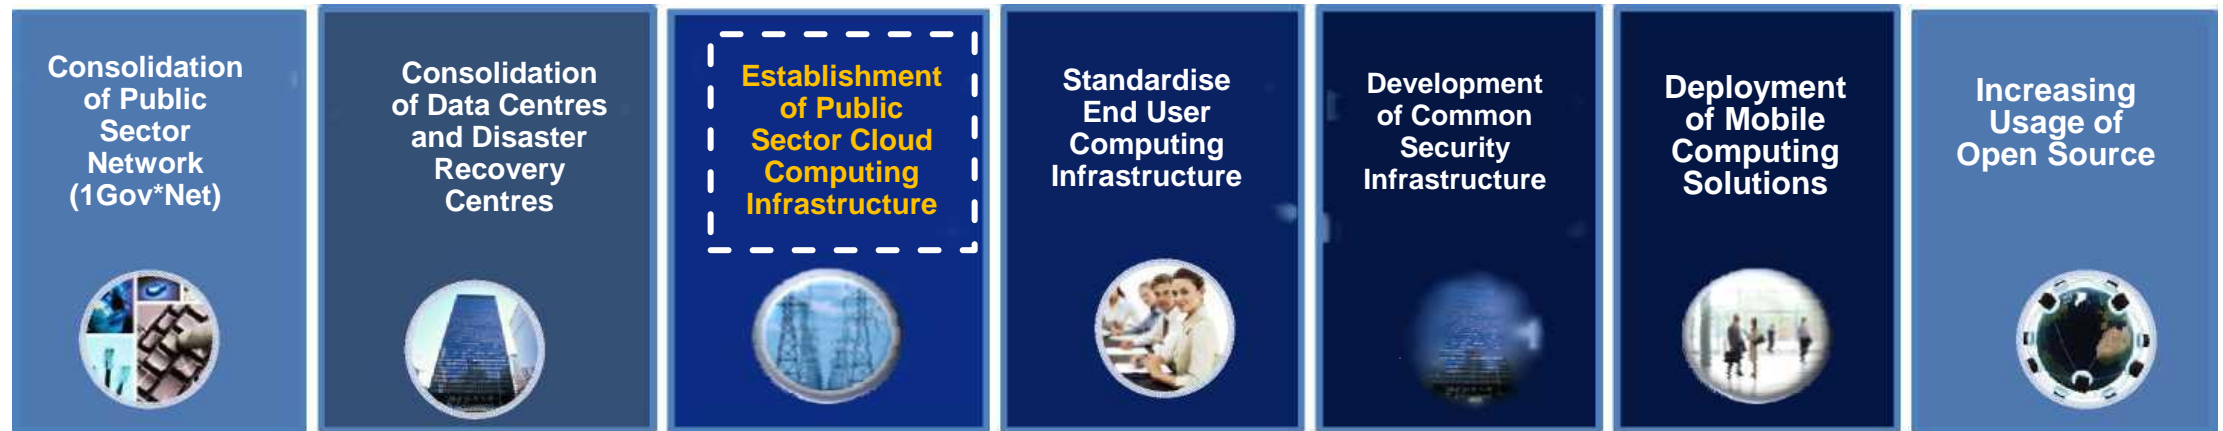 Consolidation
of Public
Sector
Network
(1Gov*Net)
Consolidation
of Data Centres
and Disaster
Recovery
Centres
Establishment
of Public
Sector Cloud
Computing
Infrastructure
Standardise
End User
Computing
Infrastructure
Development
of Common
Security
Infrastructure
Deployment
of Mobile
Computing
Solutions
Increasing
Usage of
Open Source